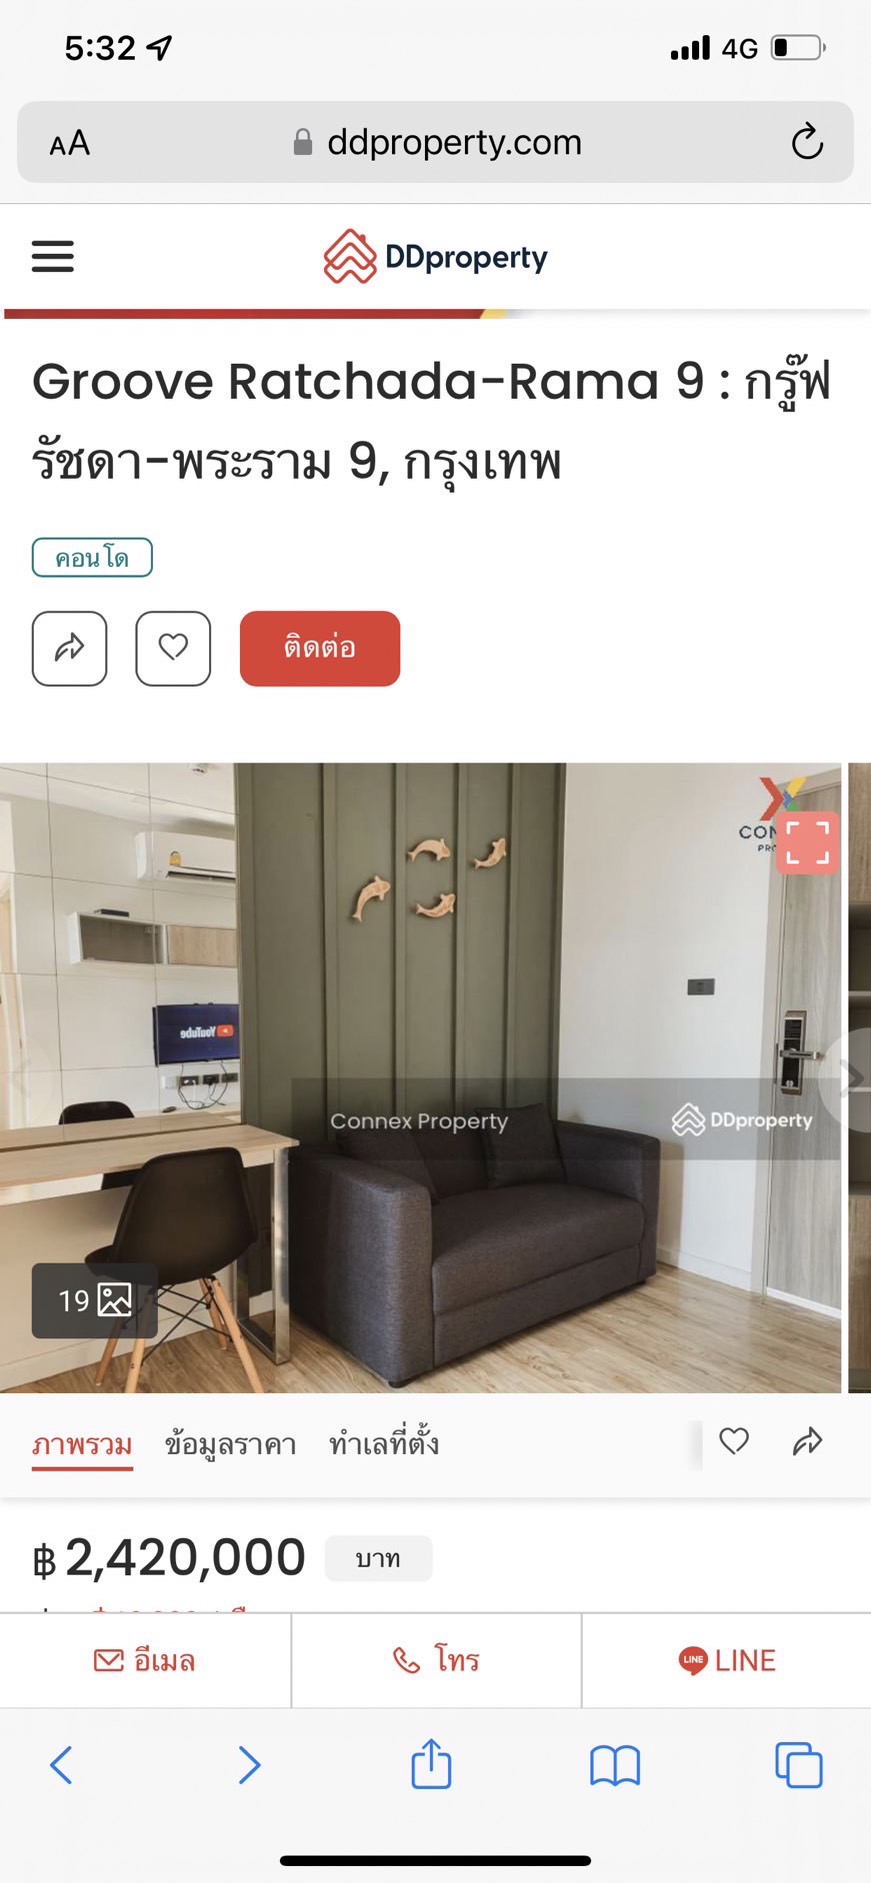 5:32
4G
AA
ddproperty.com
DDproperty
Groove Ratchada-Rama 9 : กรู๊ฟ
รัชดา-พระราม 9, กรุงเทพ
คอนโด
ติดต่อ
YouTube
Connex Property
DDproperty
19
ภาพรวม ข้อมูลราคา ทำเลที่ตั้ง
฿ 2,420,000 บาท
อีเมล
โทร
LINE LINE